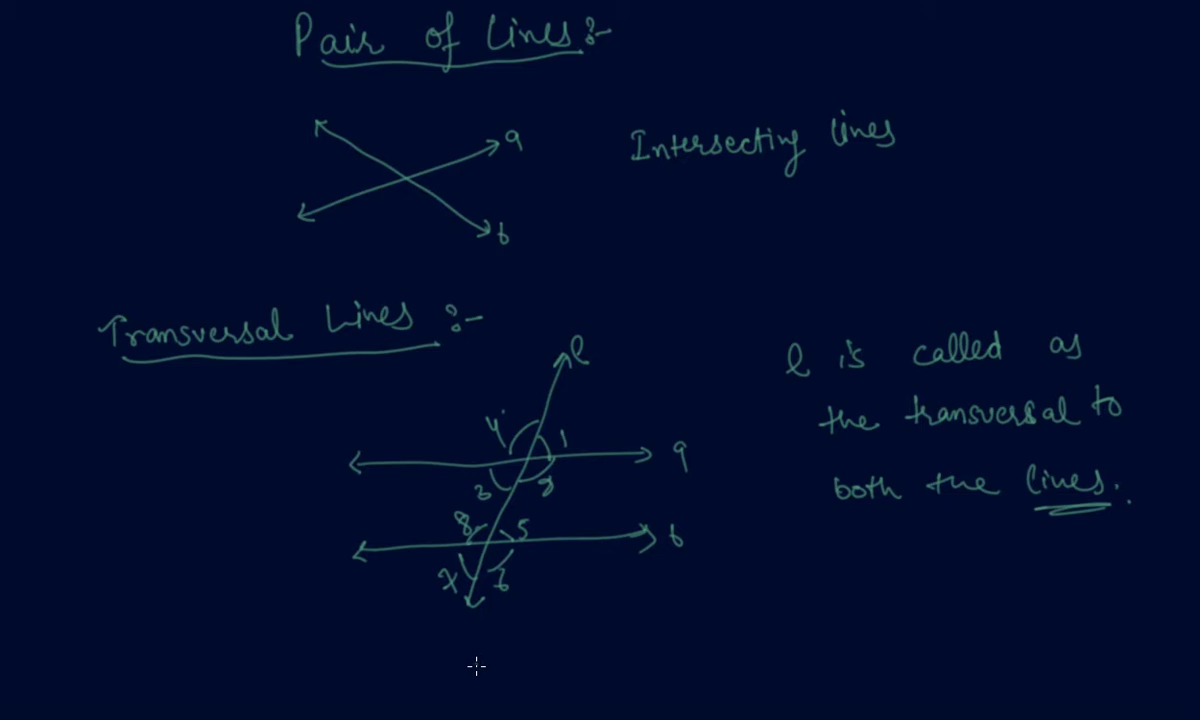 Pair of lines :-
a
Intersecting lines
b
Transversal Lines :-
l
l is called as
the transversal to
both the lines.
4 1
a
3 2
8 5
b
7 6